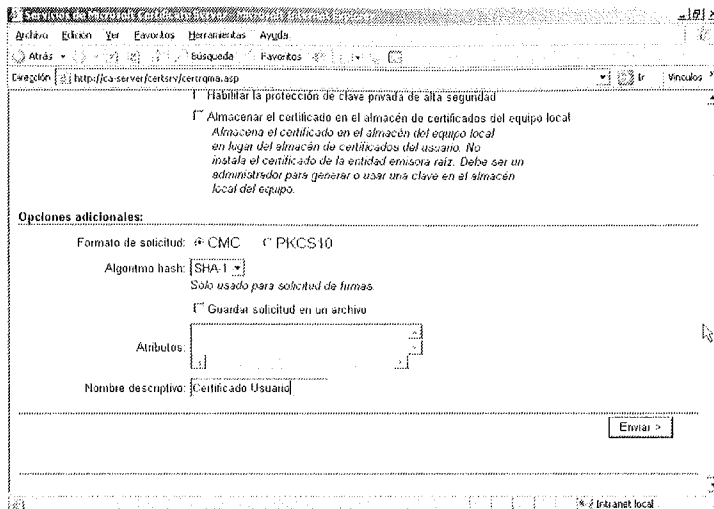 Servicios de Microsoft Certificate Server - Microsoft Internet Explorer
Archivo Edición Ver Favoritos Herramientas Ayuda
Atrás Búsqueda Favoritos
Dirección http://ca-server/certsrv/certrqma.asp Ir Vínculos
Habilitar la protección de clave privada de alta seguridad
Almacenar el certificado en el almacén de certificados del equipo local
Almacena el certificado en el almacén del equipo local
en lugar del almacén de certificados del usuario. No
instala el certificado de la entidad emisora raíz. Debe ser un
administrador para generar o usar una clave en el almacén
local del equipo.
Opciones adicionales:
Formato de solicitud: CMC PKCS10
Algoritmo hash: SHA-1
Sólo usado para solicitud de firmas.
Guardar solicitud en un archivo
Atributos:
Nombre descriptivo: Certificado Usuario
Enviar >
Intranet local